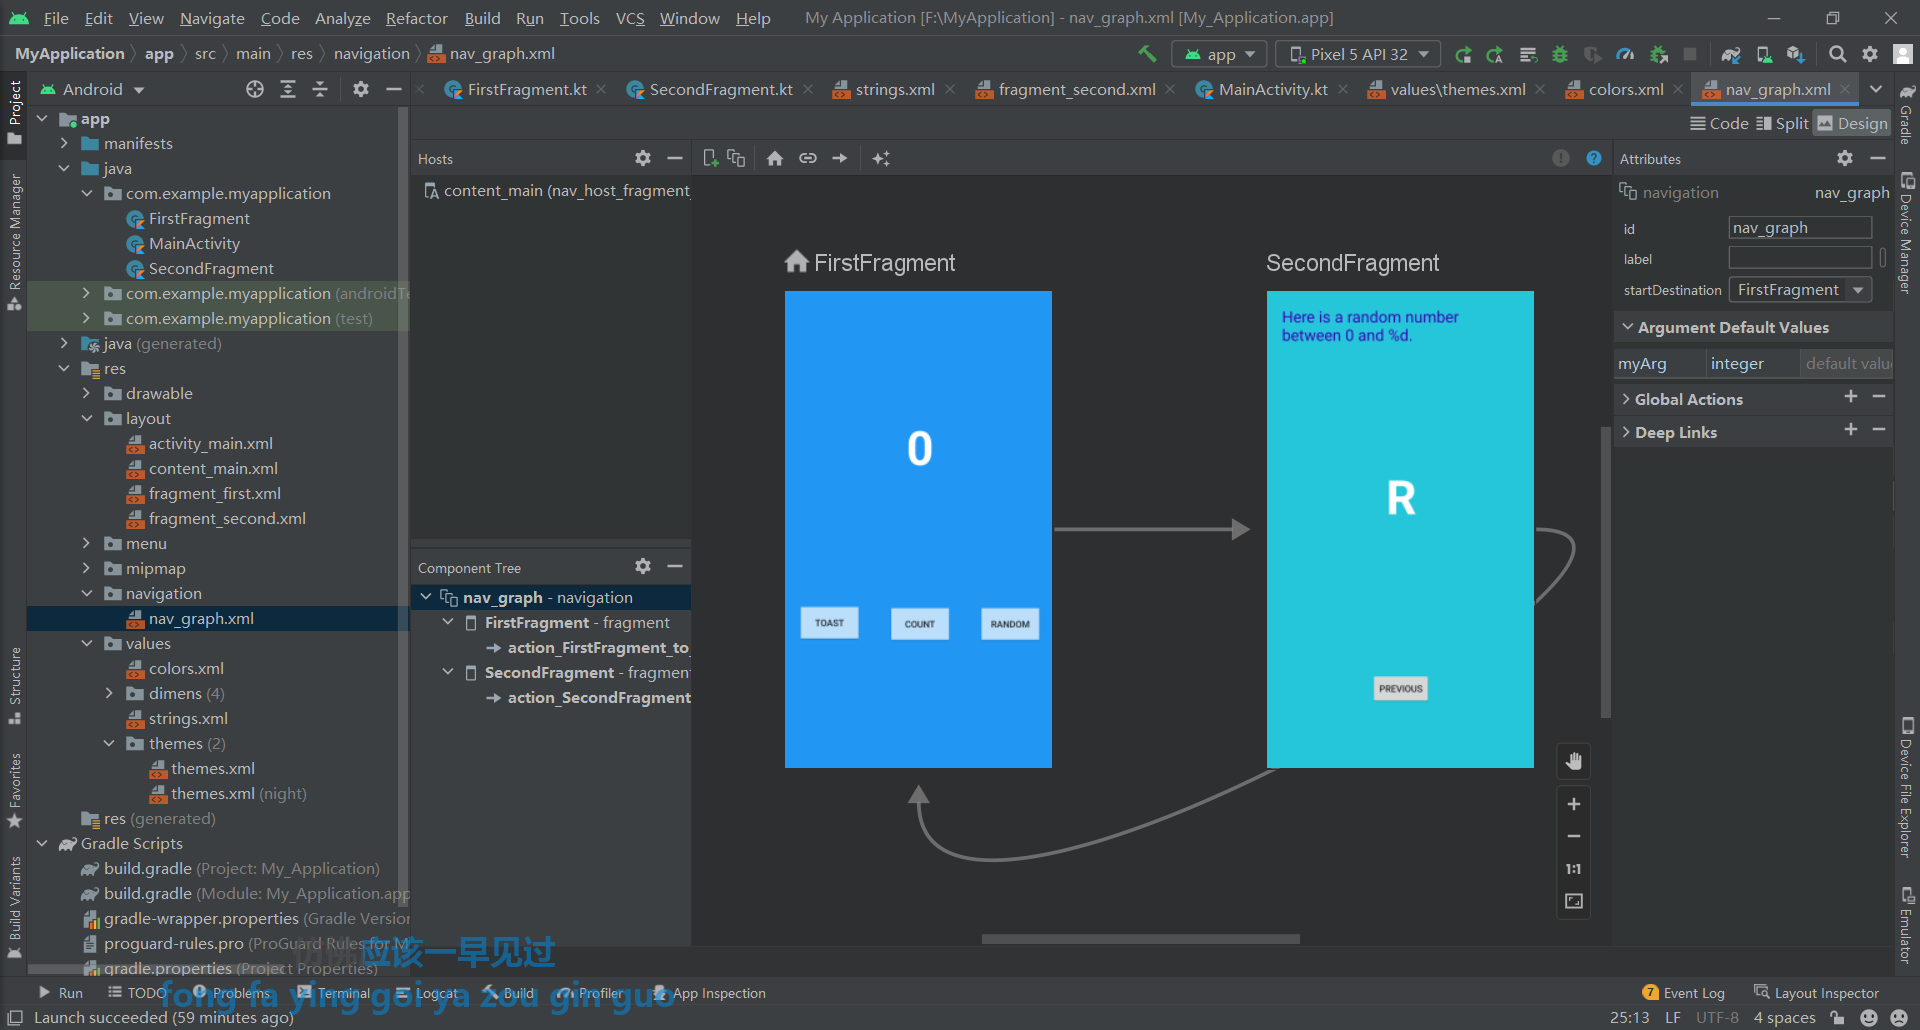 File Edit View Navigate Code Analyze Refactor Build Run Tools VCS Window Help My Application [F:\MyApplication] - nav_graph.xml [My_Application.app]
MyApplication app src main res navigation nav_graph.xml app Pixel 5 API 32
Project
Android
FirstFragment.kt SecondFragment.kt strings.xml fragment_second.xml MainActivity.kt values\themes.xml colors.xml nav_graph.xml
Code Split Design
app
manifests
java
com.example.myapplication
FirstFragment
MainActivity
SecondFragment
com.example.myapplication (androidTe
com.example.myapplication (test)
java (generated)
res
drawable
layout
activity_main.xml
content_main.xml
fragment_first.xml
fragment_second.xml
menu
mipmap
navigation
nav_graph.xml
values
colors.xml
dimens (4)
strings.xml
themes (2)
themes.xml
themes.xml (night)
res (generated)
Gradle Scripts
build.gradle (Project: My_Application)
build.gradle (Module: My_Application.app
gradle-wrapper.properties (Gradle Version
proguard-rules.pro (ProGuard Rules for M
gradle.properties (Project Properties)
Resource Manager
Structure
Favorites
Build Variants
Hosts
content_main (nav_host_fragment_
Component Tree
nav_graph - navigation
FirstFragment - fragment
action_FirstFragment_to_
SecondFragment - fragment
action_SecondFragment
FirstFragment
0
TOAST COUNT RANDOM
SecondFragment
Here is a random number
between 0 and %d.
R
PREVIOUS
1:1
Attributes
navigation nav_graph
id nav_graph
label
startDestination FirstFragment
Argument Default Values
myArg integer default valu
Global Actions
Deep Links
Gradle
Device Manager
Device File Explorer
Emulator
应该一早见过
fong fa ying goi ya zou gin guo
Run TODO Problems Terminal Logcat Build Profiler App Inspection 7 Event Log Layout Inspector
Launch succeeded (59 minutes ago) 25:13 LF UTF-8 4 spaces